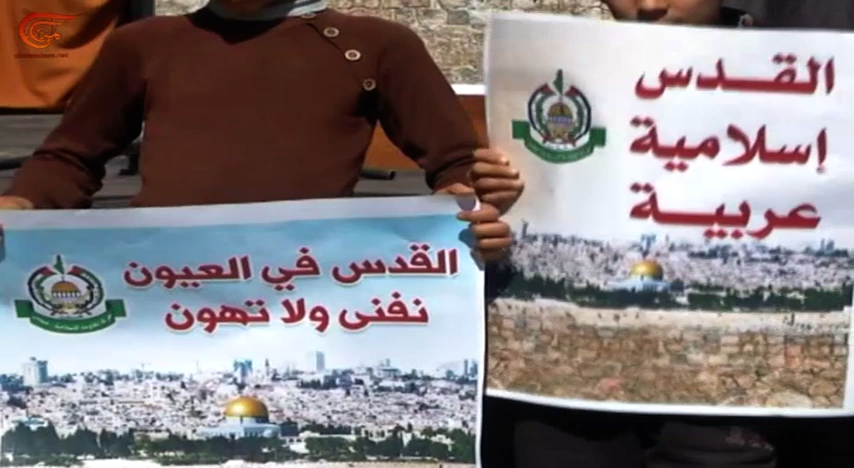 القدس في العيون
نفنى ولا تهون
القدس
إسلامية
عربية